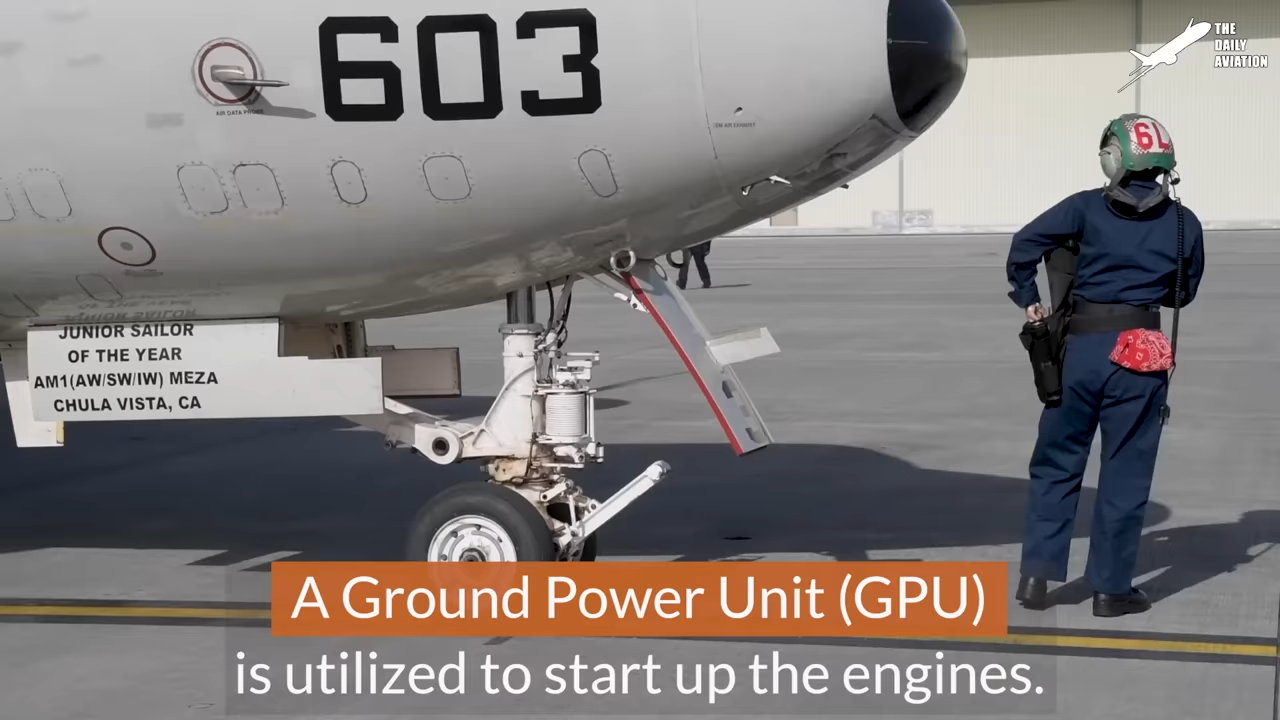 603
THE
DAILY
AVIATION
6L
AIR DATA PROBE
JUNIOR SAILOR
OF THE YEAR
AM1(AW/SW/IW) MEZA
CHULA VISTA, CA
A Ground Power Unit (GPU)
is utilized to start up the engines.